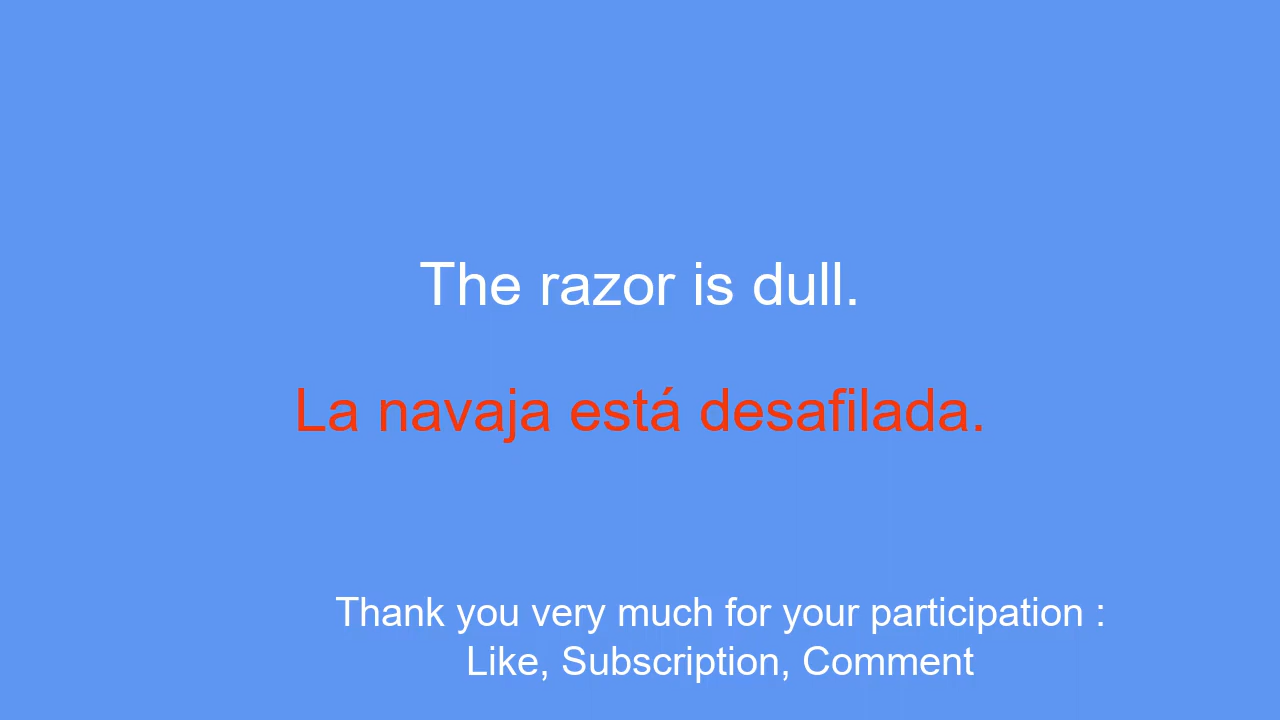 The razor is dull.
La navaja está desafilada.
Thank you very much for your participation :
Like, Subscription, Comment